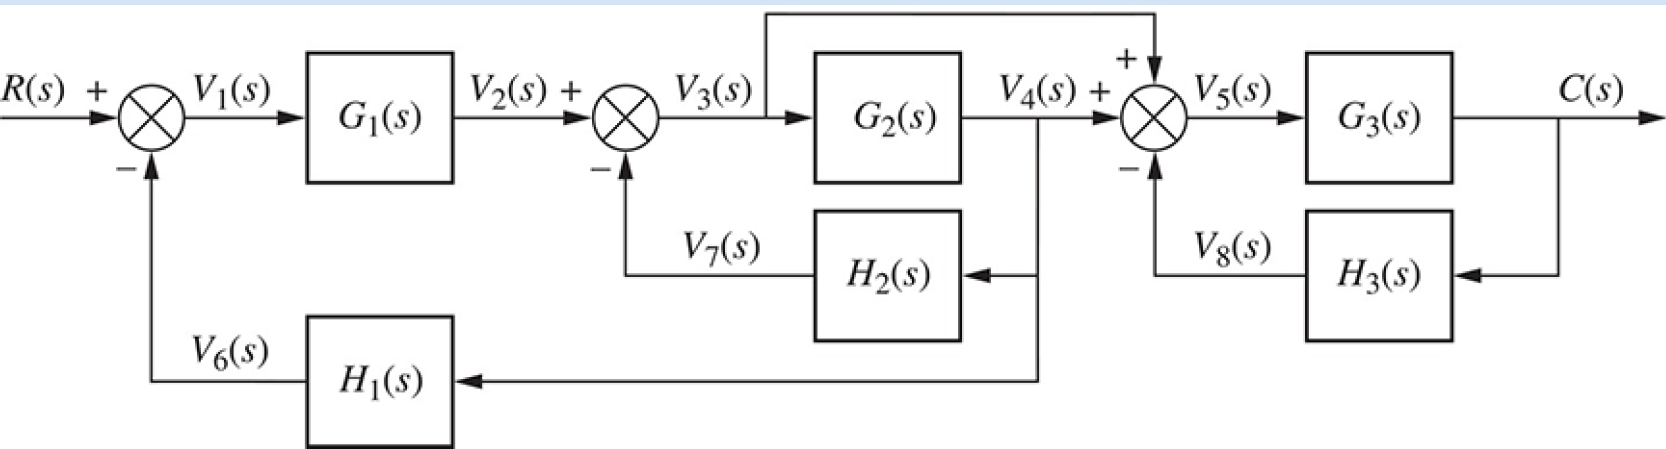 R(s) + V₁(s) G₁(s) V₂(s) + V₃(s) G₂(s) V₄(s) + + V₅(s) G₃(s) C(s)
− − −
V₇(s) H₂(s) V₈(s) H₃(s)
V₆(s) H₁(s)